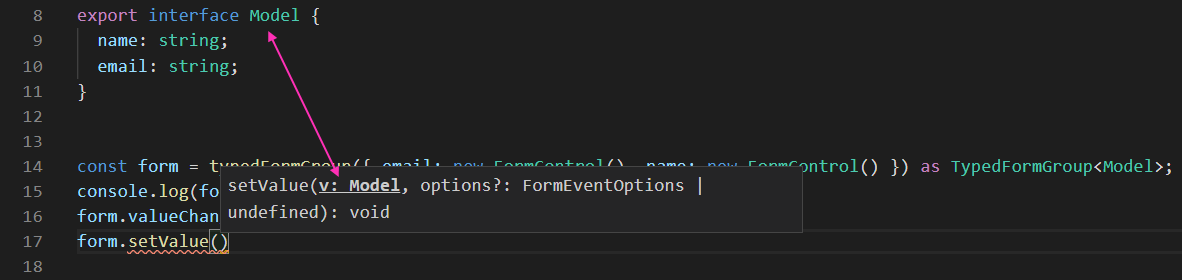 8 export interface Model {
9 name: string;
10 email: string;
11 }
12
13
14 const form = typedFormGroup({ email: new FormControl(), name: new FormControl() }) as TypedFormGroup<Model>;
15 console.log(fo
setValue(v: Model, options?: FormEventOptions |
16 form.valueChan
undefined): void
17 form.setValue()
18